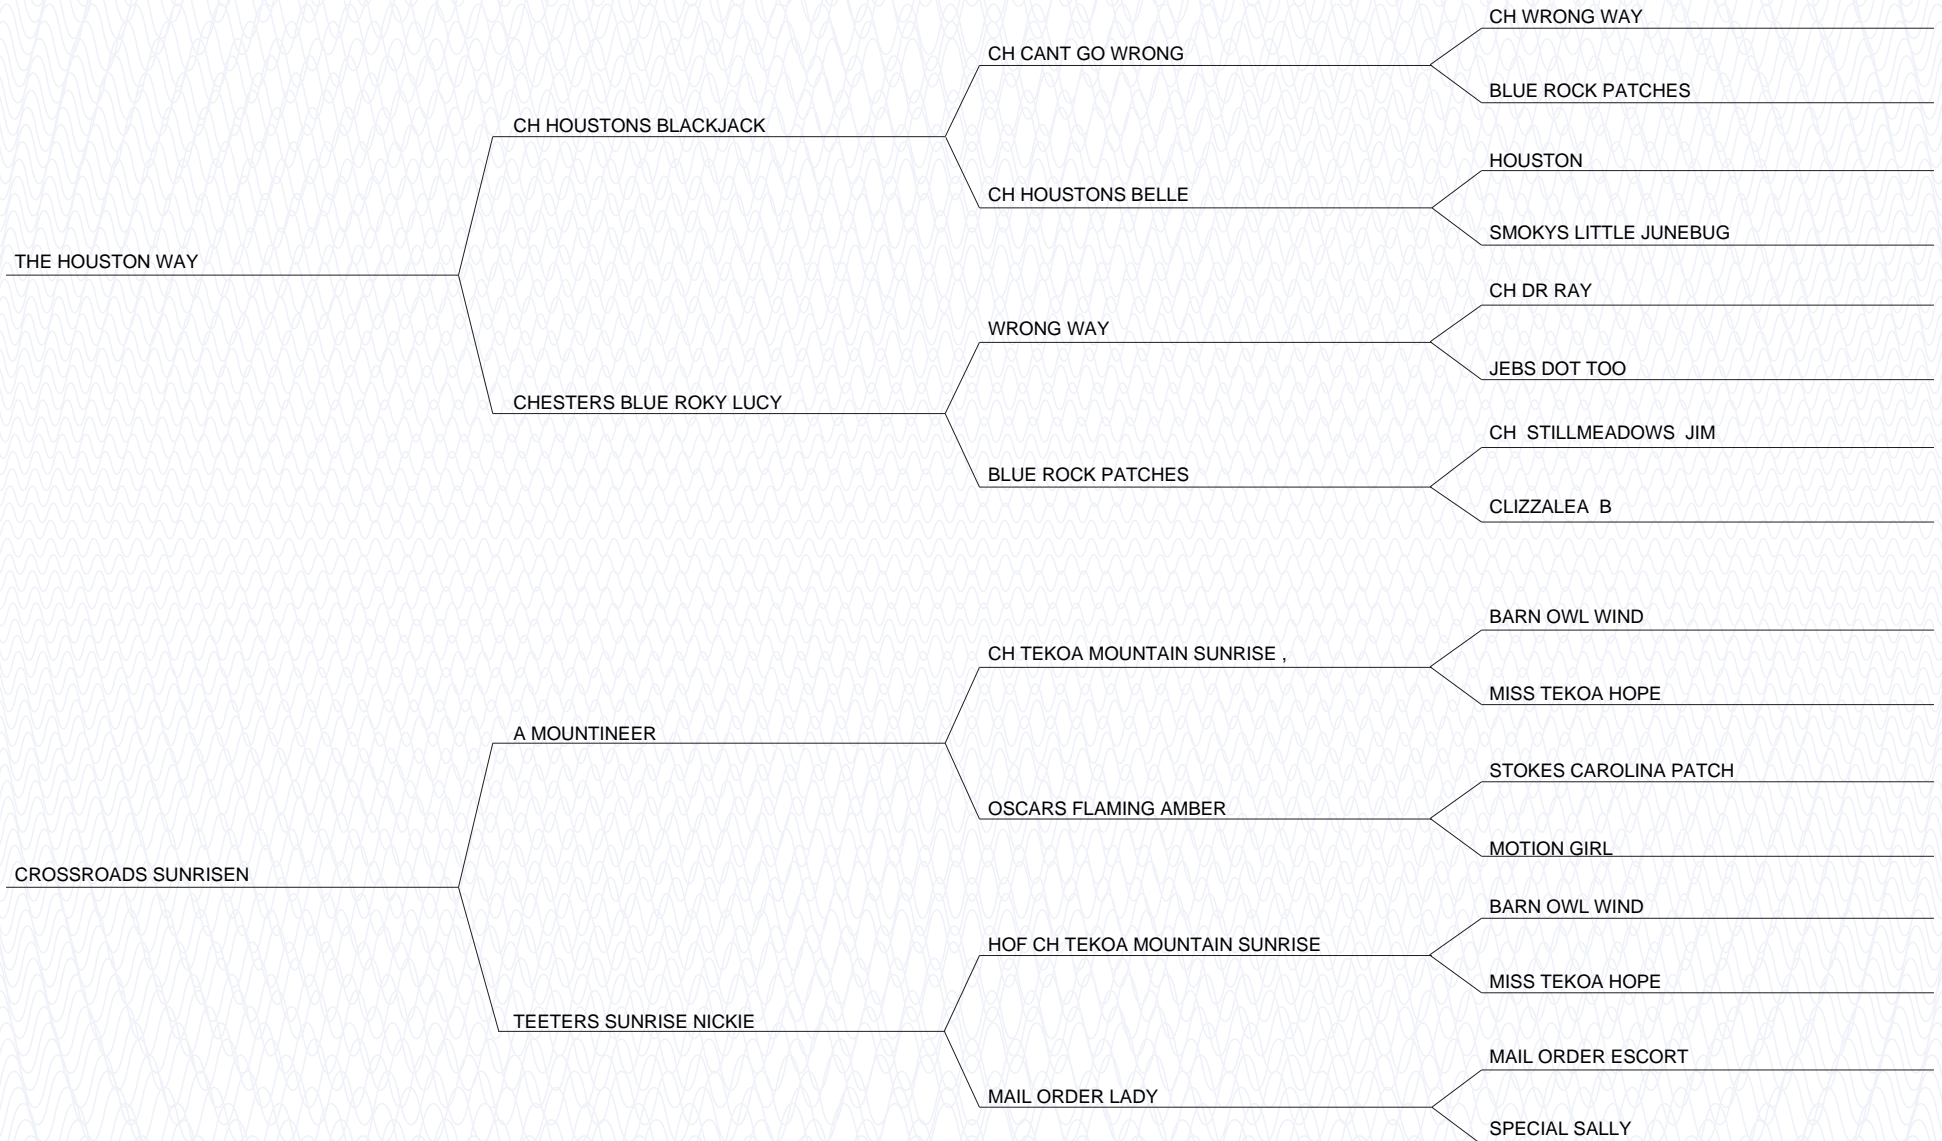 CH WRONG WAY
CH CANT GO WRONG
BLUE ROCK PATCHES
CH HOUSTONS BLACKJACK
HOUSTON
CH HOUSTONS BELLE
SMOKYS LITTLE JUNEBUG
THE HOUSTON WAY
CH DR RAY
WRONG WAY
JEBS DOT TOO
CHESTERS BLUE ROKY LUCY
CH  STILLMEADOWS  JIM
BLUE ROCK PATCHES
CLIZZALEA  B
BARN OWL WIND
CH TEKOA MOUNTAIN SUNRISE ,
MISS TEKOA HOPE
A MOUNTINEER
STOKES CAROLINA PATCH
OSCARS FLAMING AMBER
MOTION GIRL
CROSSROADS SUNRISEN
BARN OWL WIND
HOF CH TEKOA MOUNTAIN SUNRISE
MISS TEKOA HOPE
TEETERS SUNRISE NICKIE
MAIL ORDER ESCORT
MAIL ORDER LADY
SPECIAL SALLY